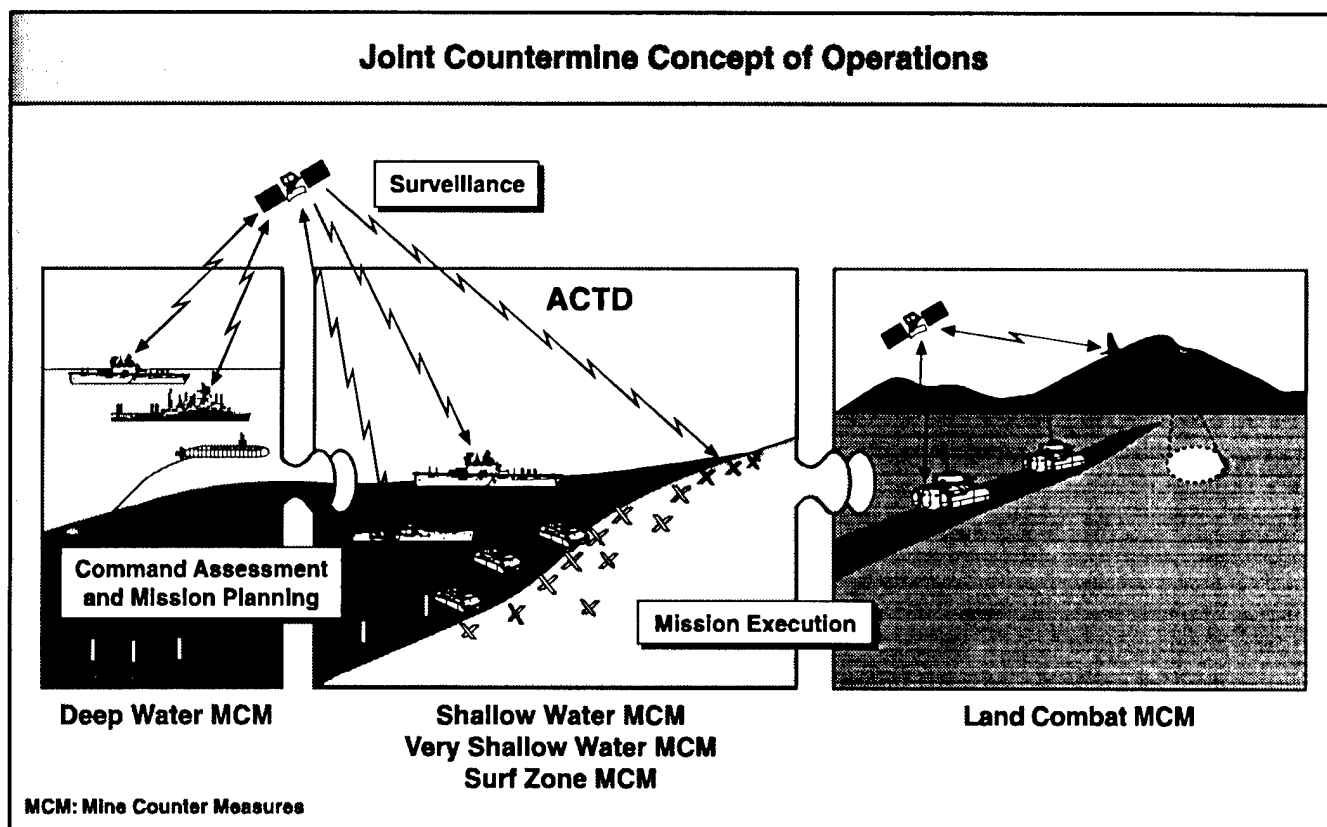 Joint Countermine Concept of Operations
Surveillance
ACTD
Command Assessment
and Mission Planning
Mission Execution
Deep Water MCM
Shallow Water MCM
Very Shallow Water MCM
Surf Zone MCM
Land Combat MCM
MCM: Mine Counter Measures